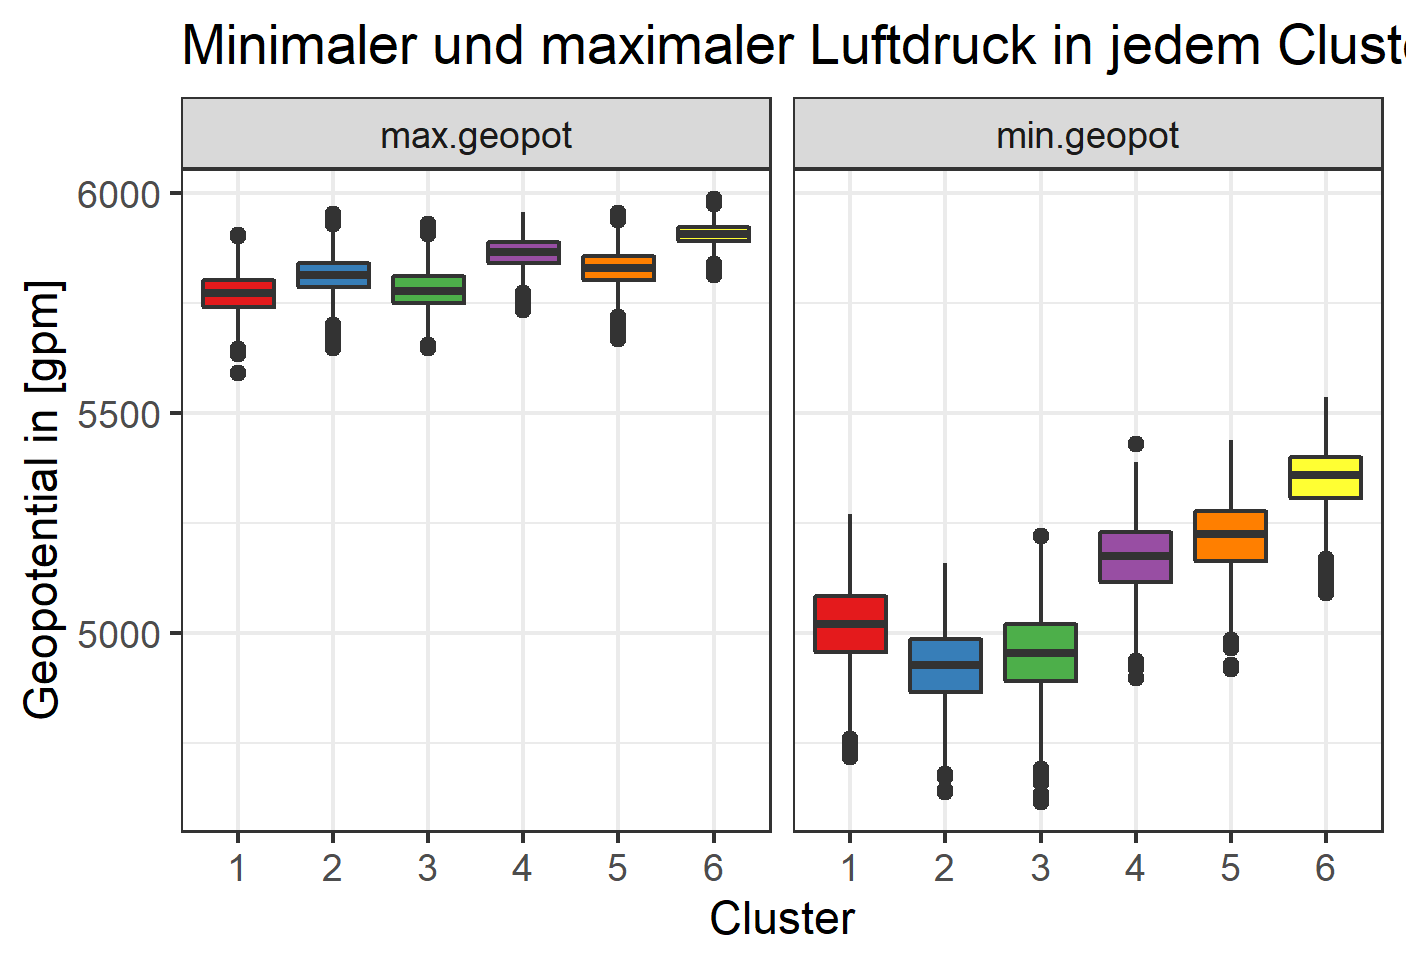 Minimaler und maximaler Luftdruck in jedem Cluste
max.geopot
min.geopot
Geopotential in [gpm]
6000
5500
5000
1 2 3 4 5 6
1 2 3 4 5 6
Cluster